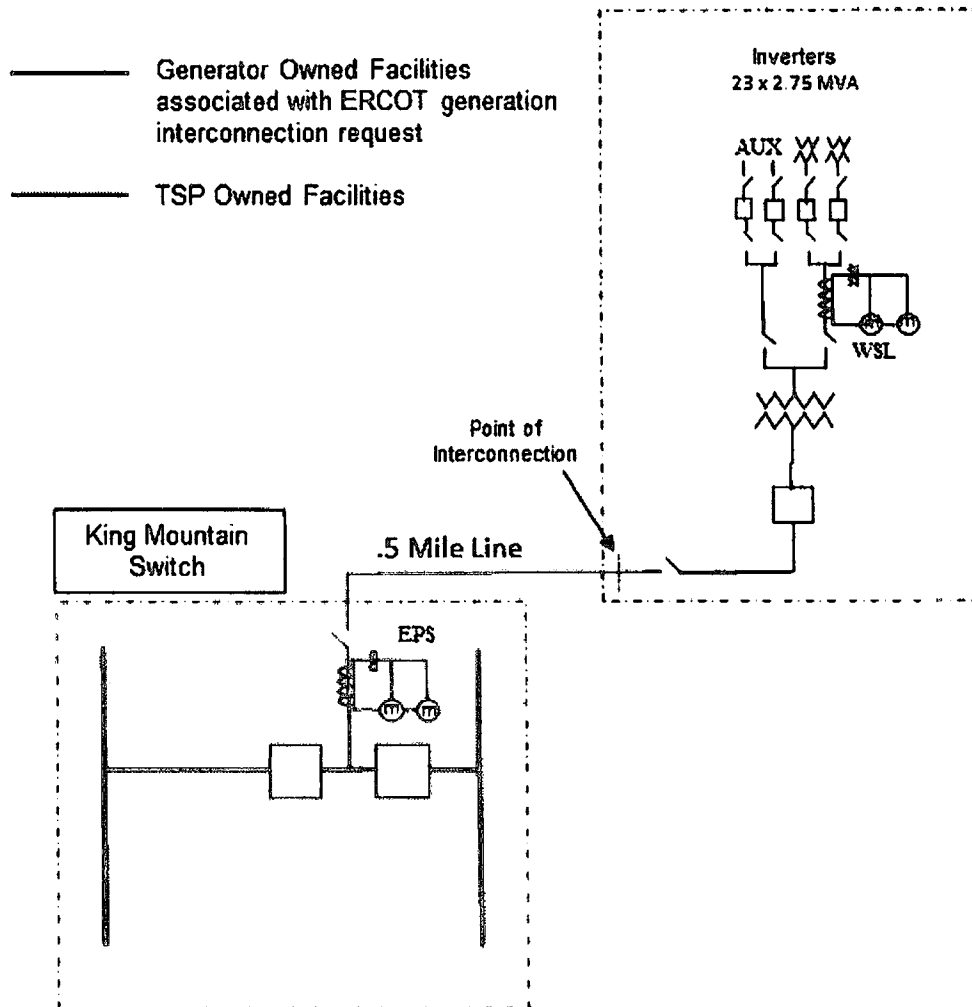 Generator Owned Facilities
associated with ERCOT generation
interconnection request
TSP Owned Facilities
Inverters
23 x 2.75 MVA
AUX
WSL
Point of
Interconnection
King Mountain
Switch
.5 Mile Line
EPS